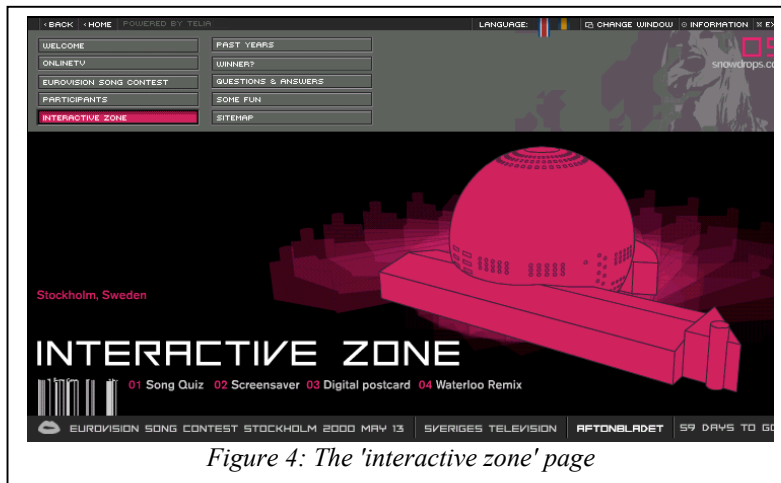 ‹BACK ‹HOME POWERED BY TELIA LANGUAGE: CHANGE WINDOW INFORMATION
WELCOME PAST YEARS
ONLINETV WINNER?
EUROVISION SONG CONTEST QUESTIONS & ANSWERS
PARTICIPANTS SOME FUN
INTERACTIVE ZONE SITEMAP
Stockholm, Sweden
INTERACTIVE ZONE
01 Song Quiz 02 Screensaver 03 Digital postcard 04 Waterloo Remix
EUROVISION SONG CONTEST STOCKHOLM 2000 MAY 13 SVERIGES TELEVISION AFTONBLADET 59 DAYS TO
Figure 4: The 'interactive zone' page